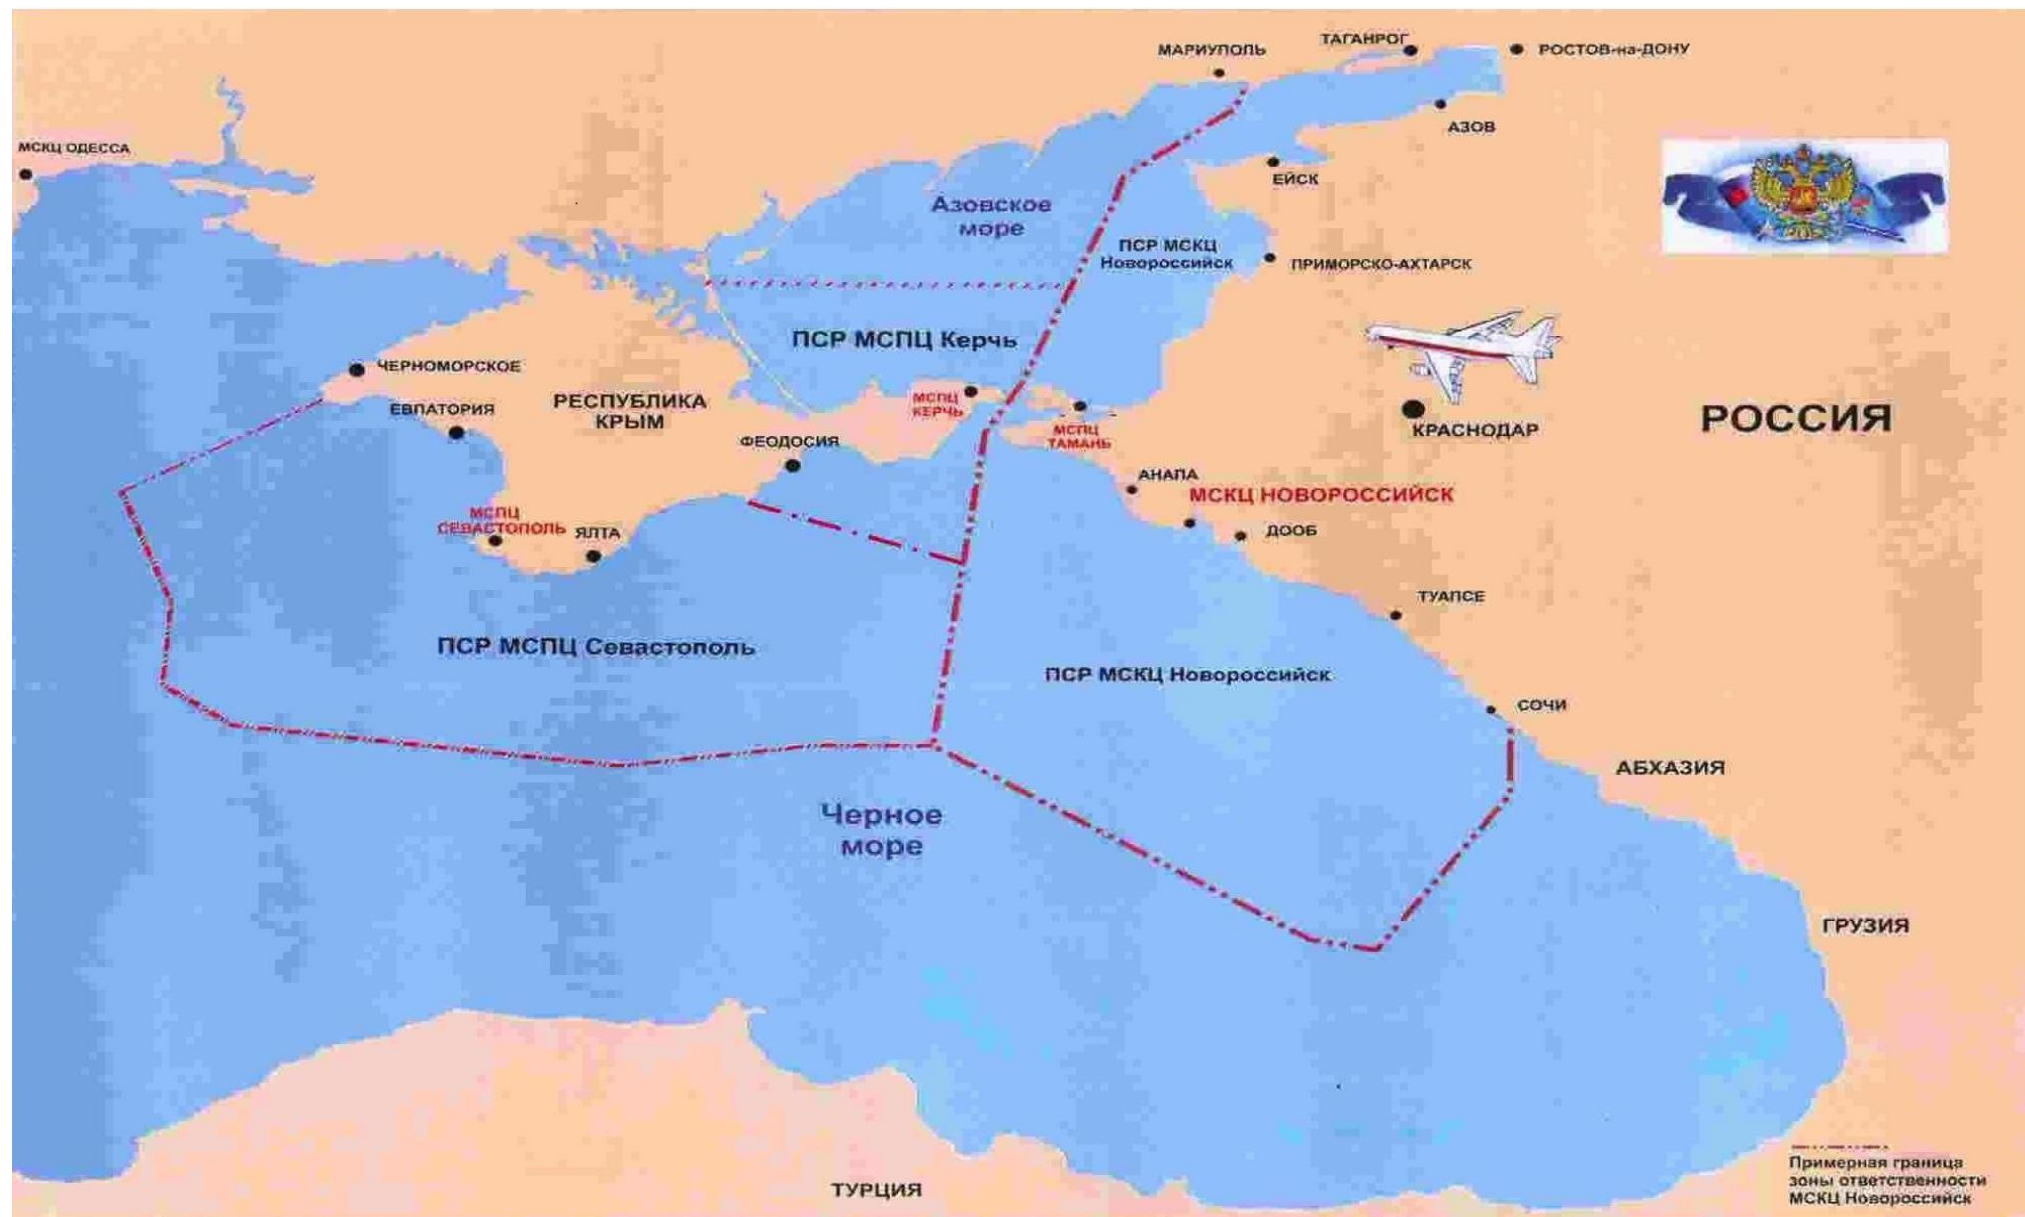 МАРИУПОЛЬ
ТАГАНРОГ
РОСТОВ-на-ДОНУ
АЗОВ
МСКЦ ОДЕССА
ЕЙСК
Азовское
море
ПСР МСКЦ
Новороссийск
ПРИМОРСКО-АХТАРСК
ПСР МСПЦ Керчь
ЧЕРНОМОРСКОЕ
ЕВПАТОРИЯ
РЕСПУБЛИКА
КРЫМ
МСПЦ
КЕРЧЬ
МСПЦ
ТАМАНЬ
КРАСНОДАР
РОССИЯ
ФЕОДОСИЯ
АНАПА
МСКЦ НОВОРОССИЙСК
МСПЦ
СЕВАСТОПОЛЬ
ЯЛТА
ДООБ
ТУАПСЕ
ПСР МСПЦ Севастополь
ПСР МСКЦ Новороссийск
СОЧИ
АБХАЗИЯ
Черное
море
ГРУЗИЯ
ТУРЦИЯ
Примерная граница
зоны ответственности
МСКЦ Новороссийск